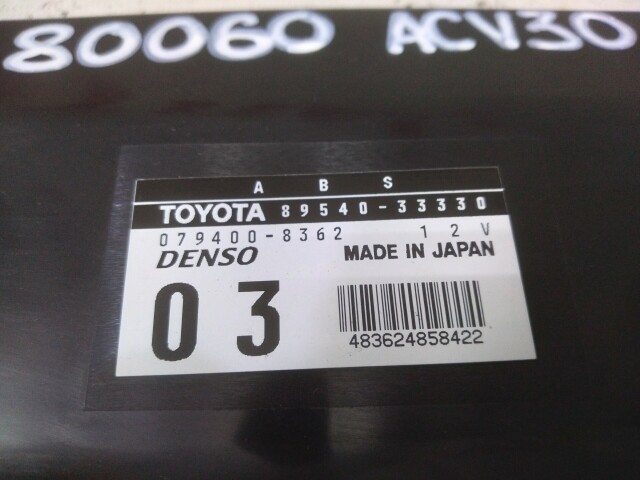 80060 ACV30
A B S
TOYOTA 89540-33330
079400-8362 12V
DENSO MADE IN JAPAN
03
483624858422